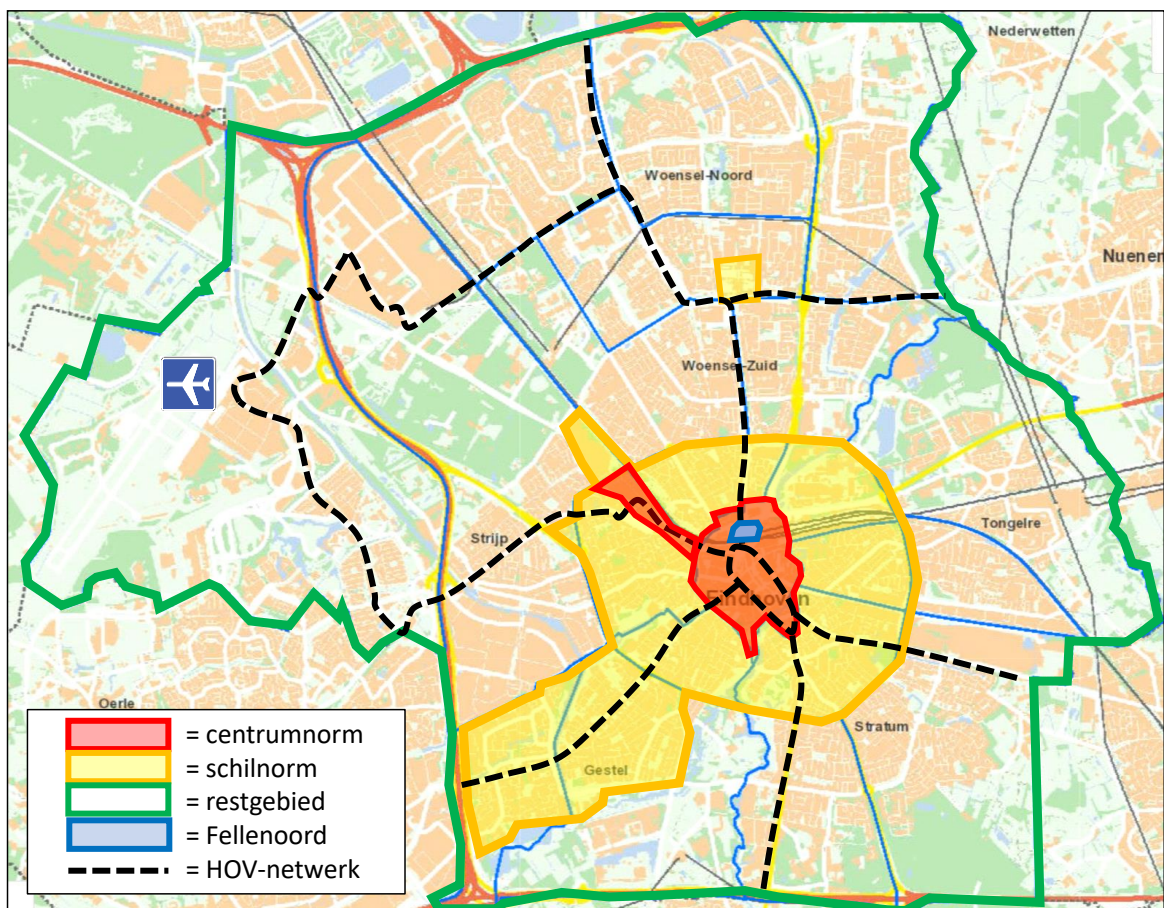 Nederwetten
Woensel-Noord
Nuenen
Woensel-Zuid
Strijp
Tongelre
Eindhoven
Oerle
Stratum
Gestel
= centrumnorm
= schilnorm
= restgebied
= Fellenoord
= HOV-netwerk